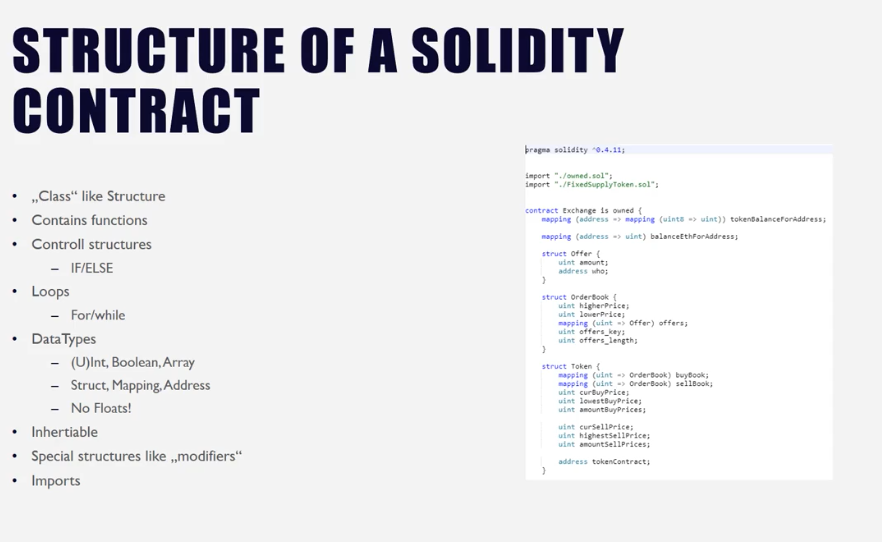 STRUCTURE OF A SOLIDITY
CONTRACT
• „Class“ like Structure
• Contains functions
• Controll structures
– IF/ELSE
• Loops
– For/while
• DataTypes
– (U)Int, Boolean, Array
– Struct, Mapping, Address
– No Floats!
• Inhertiable
• Special structures like „modifiers“
• Imports
pragma solidity ^0.4.11;
import "./owned.sol";
import "./FixedSupplyToken.sol";
contract Exchange is owned {
mapping (address => mapping (uint8 => uint)) tokenBalanceForAddress;
mapping (address => uint) balanceEthForAddress;
struct Offer {
uint amount;
address who;
}
struct OrderBook {
uint higherPrice;
uint lowerPrice;
mapping (uint => Offer) offers;
uint offers_key;
uint offers_length;
}
struct Token {
mapping (uint => OrderBook) buyBook;
mapping (uint => OrderBook) sellBook;
uint curBuyPrice;
uint lowestBuyPrice;
uint amountBuyPrices;
uint curSellPrice;
uint highestSellPrice;
uint amountSellPrices;
address tokenContract;
}